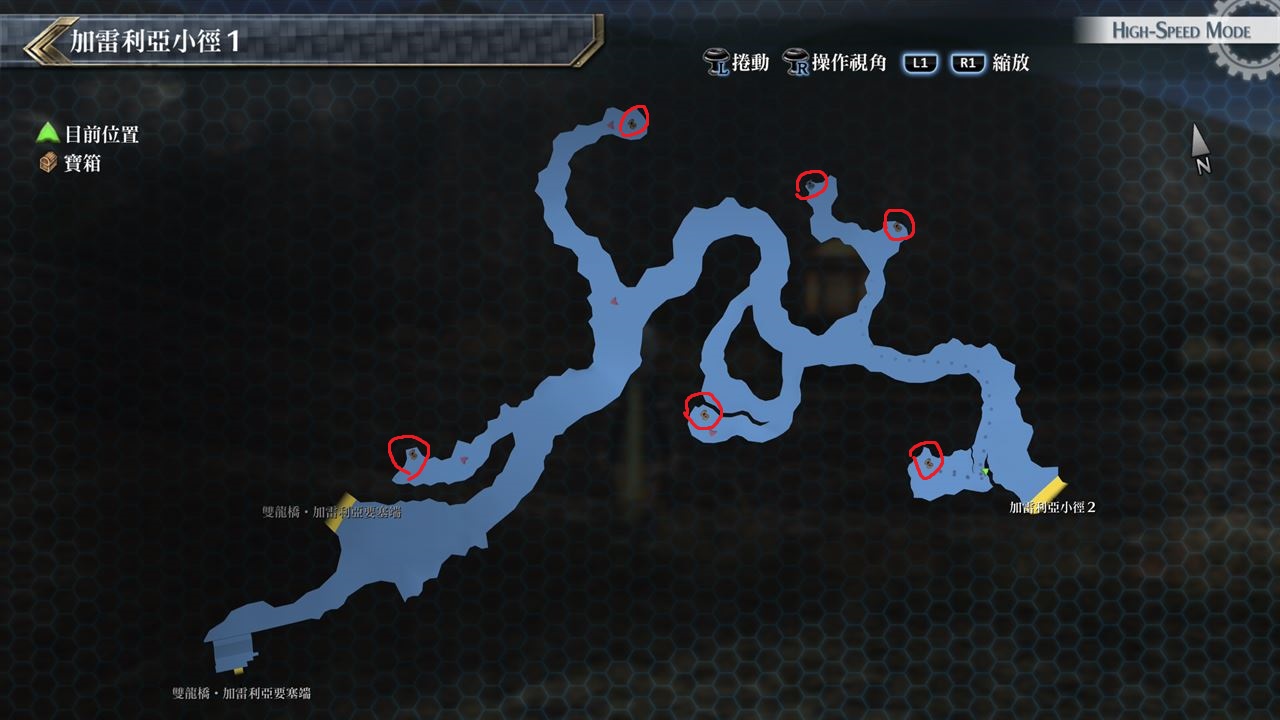 加雷利亞小徑1
HIGH-SPEED MODE
L捲動 R操作視角 L1 R1 縮放
目前位置
寶箱
N
雙龍橋・加雷利亞要塞端
加雷利亞小徑2
雙龍橋・加雷利亞要塞端